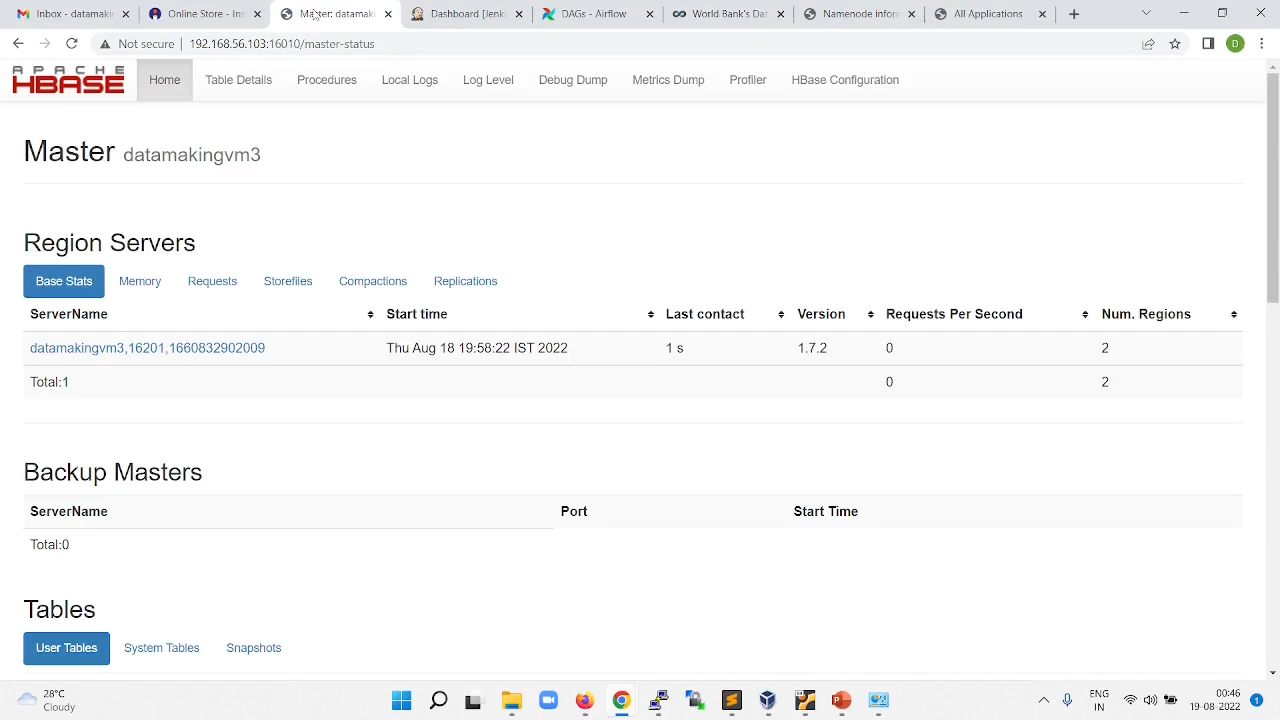 Inbox - datamak
Online Store - Ins
Master: datamaki
Dashboard [Jenki
DAGs - Airflow
World Bank's Dat
Namenode inform
All Applications
Not secure | 192.168.56.103:16010/master-status
D
APACHE
HBASE
Home
Table Details
Procedures
Local Logs
Log Level
Debug Dump
Metrics Dump
Profiler
HBase Configuration
Master datamakingvm3
Region Servers
Base Stats
Memory
Requests
Storefiles
Compactions
Replications
ServerName Start time Last contact Version Requests Per Second Num. Regions
datamakingvm3,16201,1660832902009 Thu Aug 18 19:58:22 IST 2022 1 s 1.7.2 0 2
Total:1 0 2
Backup Masters
ServerName Port Start Time
Total:0
Tables
User Tables
System Tables
Snapshots
28°C
Cloudy
ENG
IN
00:46
19-08-2022
1